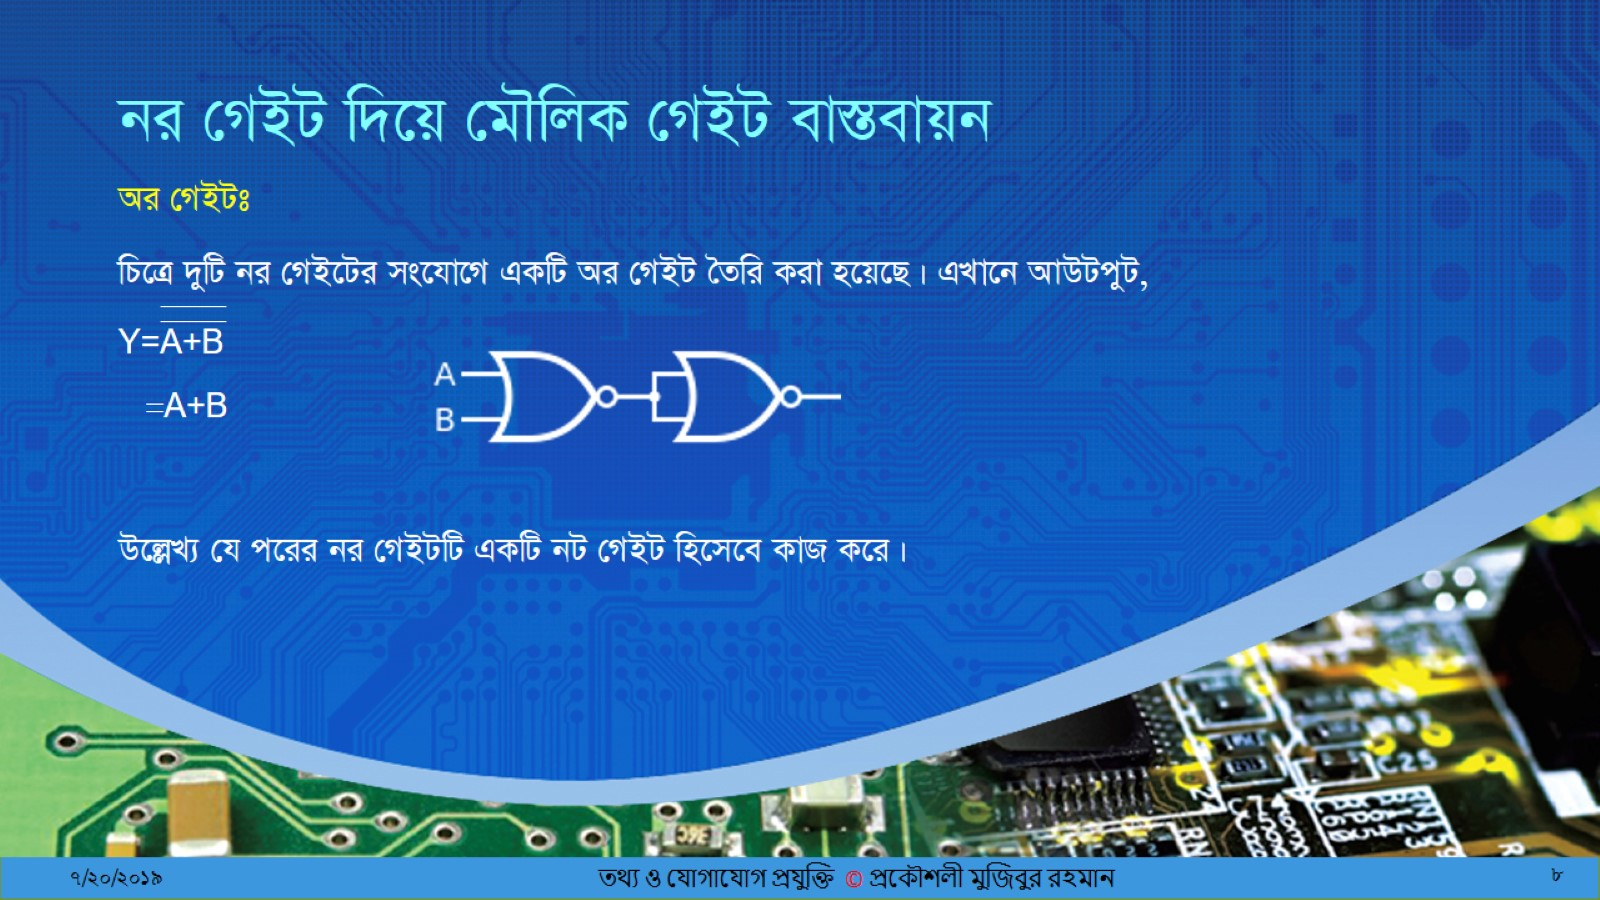 নর গেইট দিয়ে মৌলিক গেইট বাস্তবায়ন
অর গেইটঃ
চিত্রে দুটি নর গেইটের সংযোগে একটি অর গেইট তৈরি করা হয়েছে। এখানে আউটপুট,
Y=A+B
=A+B
A
B
উল্লেখ্য যে পরের নর গেইটটি একটি নট গেইট হিসেবে কাজ করে।
C25
৭/২০/২০১৯
তথ্য ও যোগাযোগ প্রযুক্তি © প্রকৌশলী মুজিবুর রহমান
৮